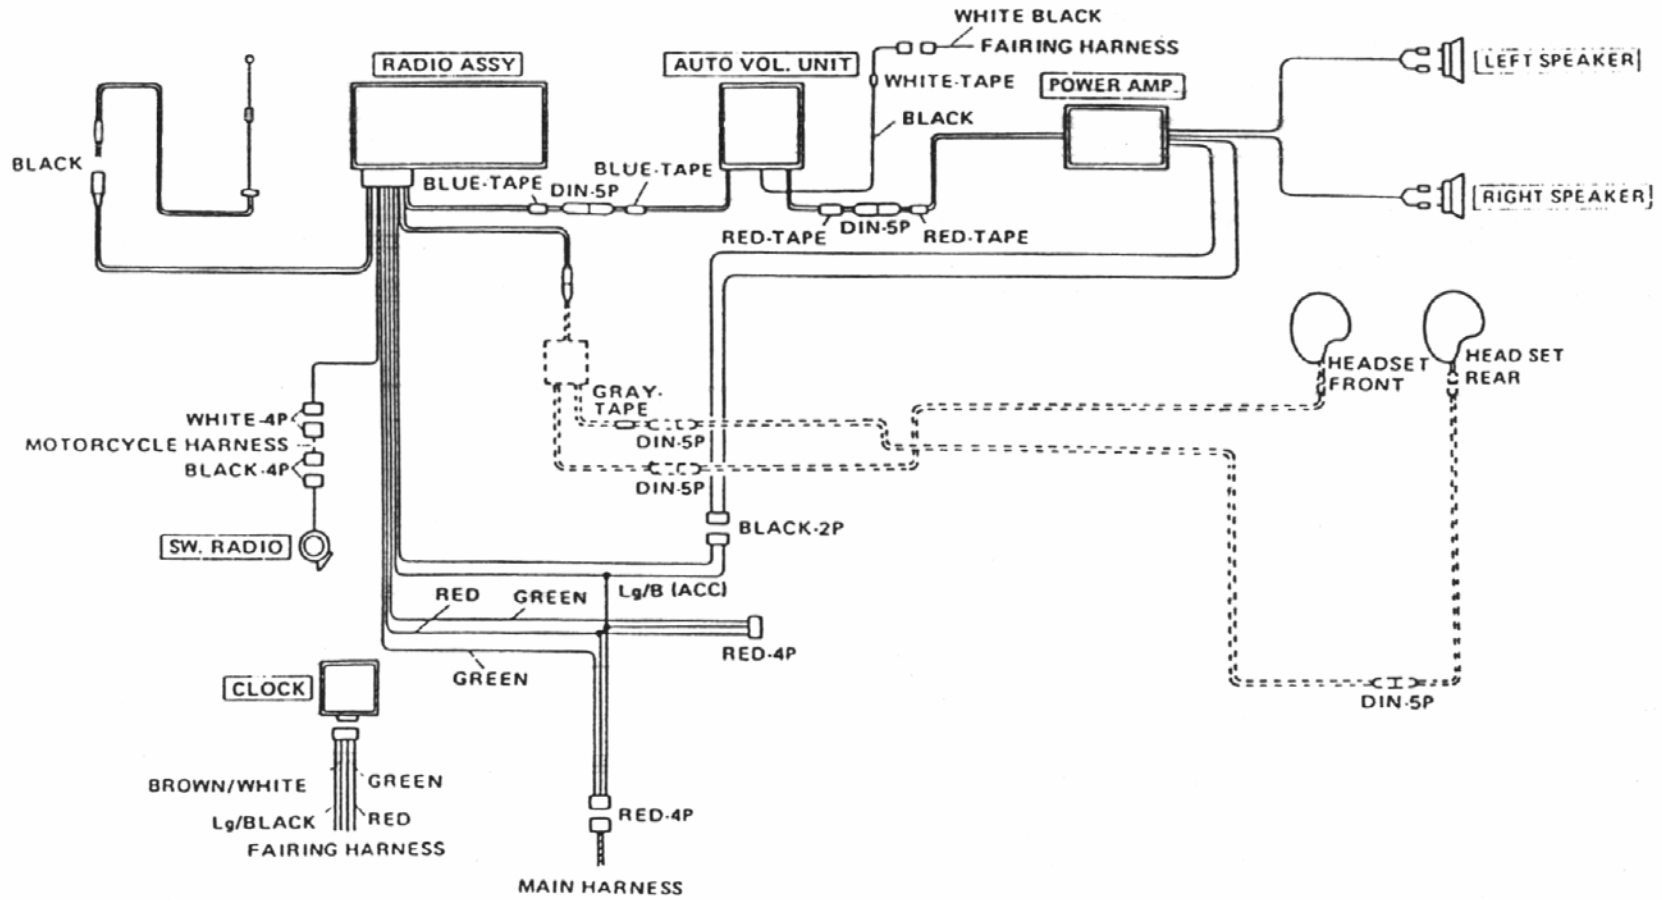 WHITE BLACK
FAIRING HARNESS
RADIO ASSY
AUTO VOL. UNIT
WHITE-TAPE
POWER AMP.
LEFT SPEAKER
BLACK
BLACK
BLUE-TAPE
DIN-5P
BLUE-TAPE
RED-TAPE
DIN-5P
RED-TAPE
RIGHT SPEAKER
HEADSET
FRONT
HEAD SET
REAR
GRAY-
TAPE
DIN-5P
DIN-5P
WHITE-4P
MOTORCYCLE HARNESS
BLACK-4P
SW. RADIO
BLACK-2P
Lg/B (ACC)
RED
GREEN
RED-4P
GREEN
CLOCK
DIN-5P
BROWN/WHITE
GREEN
Lg/BLACK
RED
FAIRING HARNESS
RED-4P
MAIN HARNESS